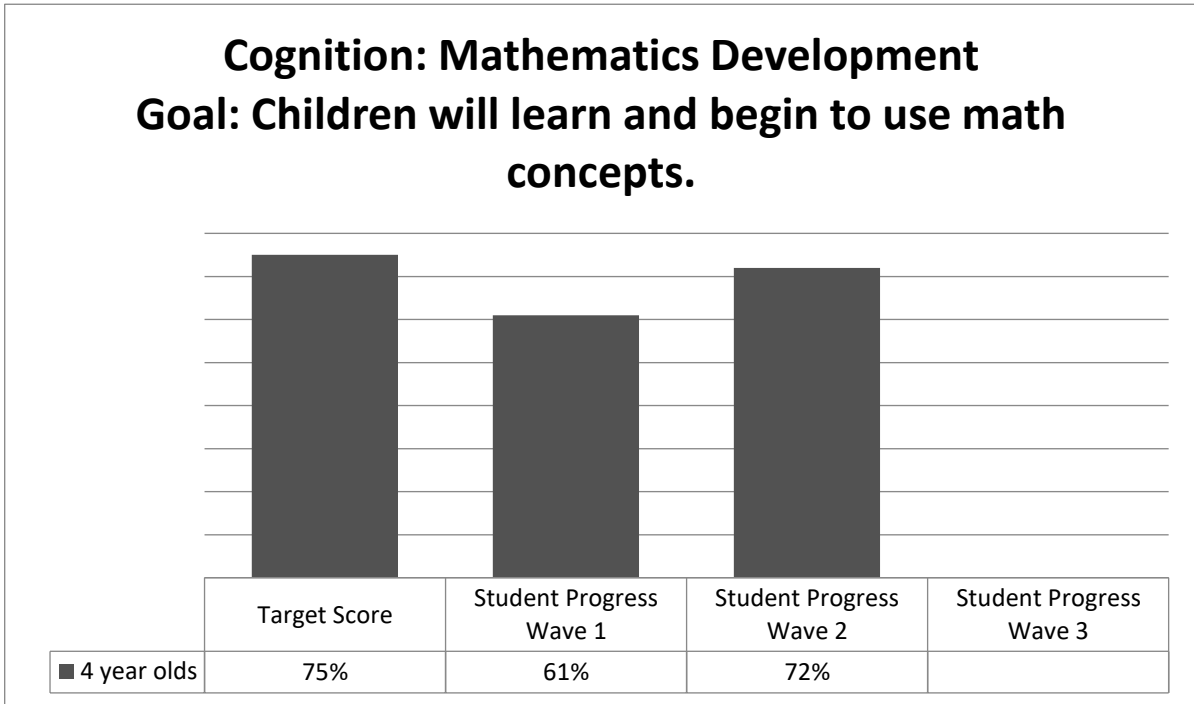 Cognition: Mathematics Development
Goal: Children will learn and begin to use math
concepts.
Target Score
Student Progress
Wave 1
Student Progress
Wave 2
Student Progress
Wave 3
4 year olds 75% 61% 72%